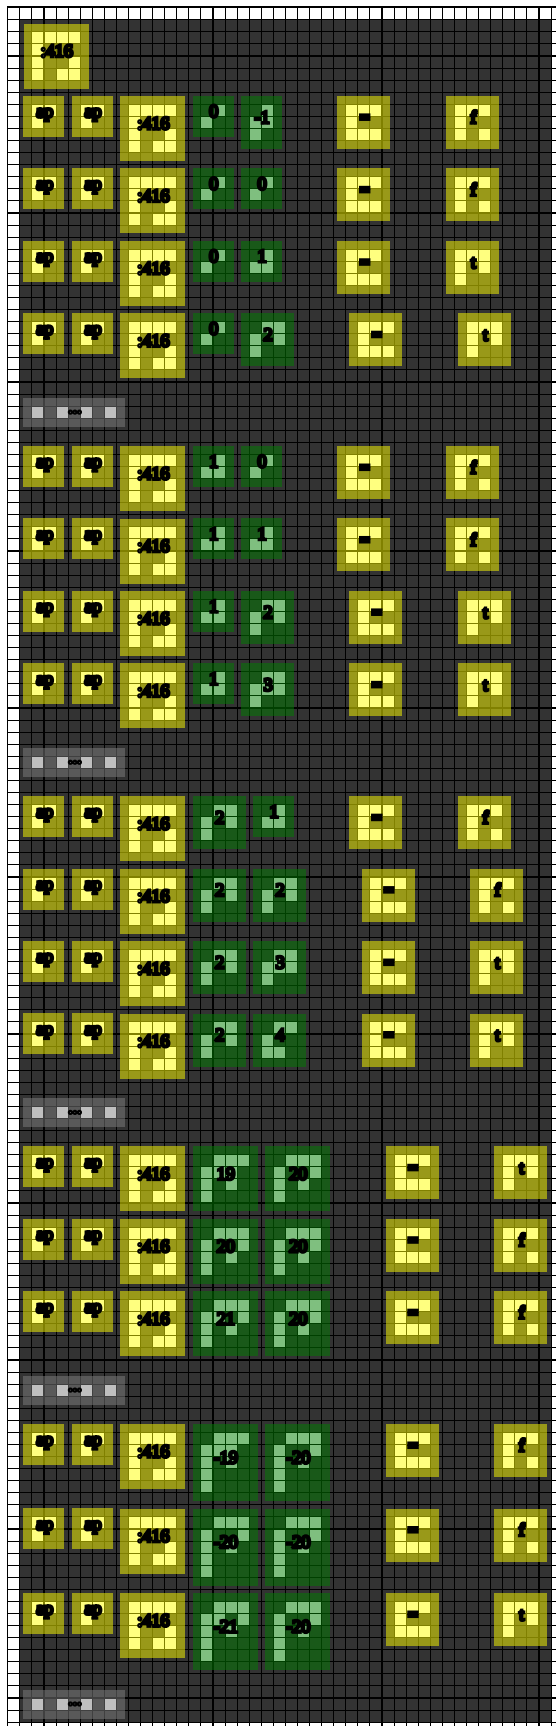 :416
ap ap :416 0 -1 = f
ap ap :416 0 0 = f
ap ap :416 0 1 = t
ap ap :416 0 2 = t
...
ap ap :416 1 0 = f
ap ap :416 1 1 = f
ap ap :416 1 2 = t
ap ap :416 1 3 = t
...
ap ap :416 2 1 = f
ap ap :416 2 2 = f
ap ap :416 2 3 = t
ap ap :416 2 4 = t
...
ap ap :416 19 20 = t
ap ap :416 20 20 = f
ap ap :416 21 20 = f
...
ap ap :416 -19 -20 = f
ap ap :416 -20 -20 = f
ap ap :416 -21 -20 = t
...